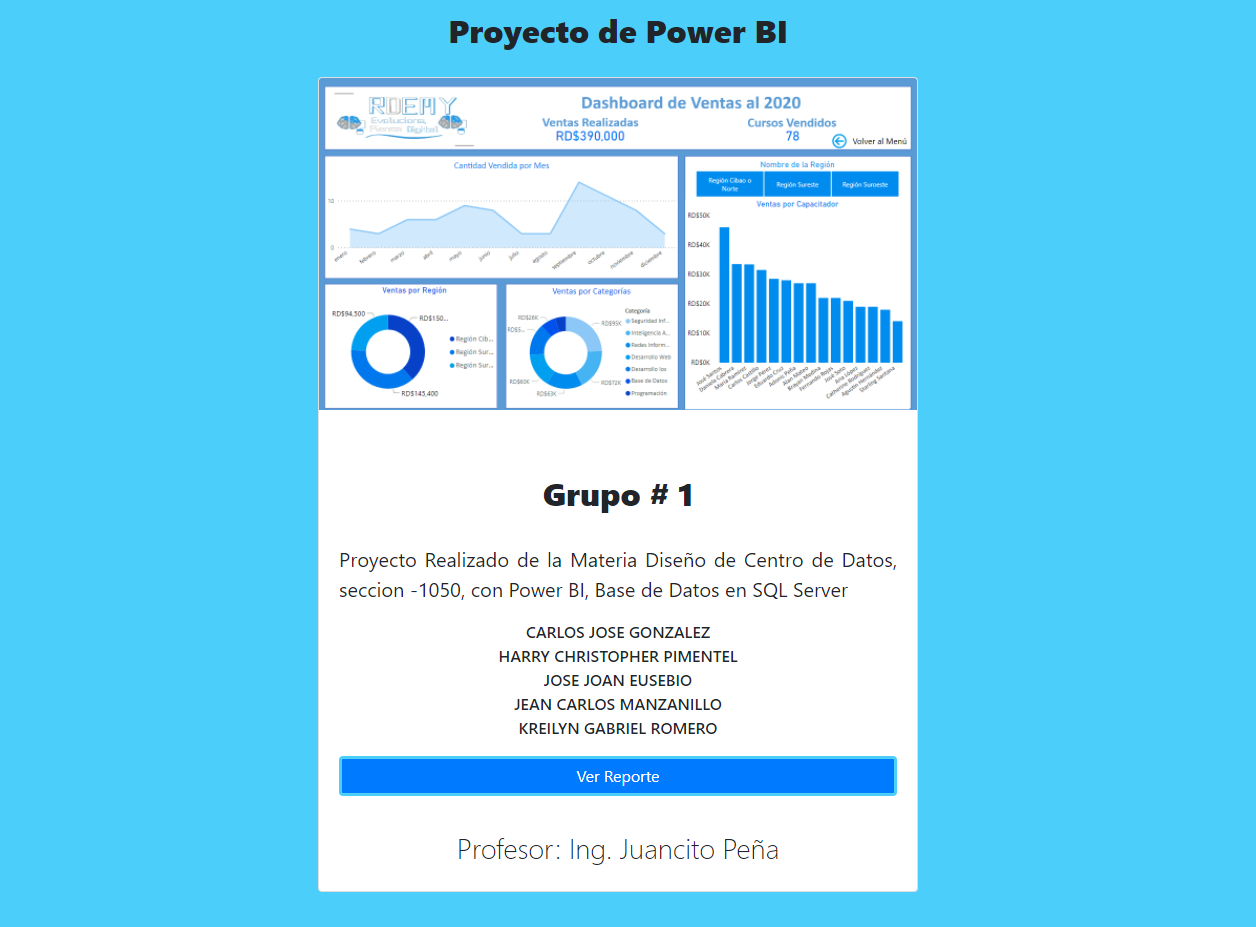 Proyecto de Power BI
RDEMY
Evoluciona,
Piensa Digital
Dashboard de Ventas al 2020
Ventas Realizadas
RD$390,000
Cursos Vendidos
78
Volver al Menú
Cantidad Vendida por Mes
10
0
enero febrero marzo abril mayo junio julio agosto septiembre octubre noviembre diciembre
Nombre de la Región
Región Cibao o Norte
Región Sureste
Región Suroeste
Ventas por Capacitador
RD$50K
RD$40K
RD$30K
RD$20K
RD$10K
RD$0K
José Santos
Daniela Cabrera
María Ramírez
Carlos Castillo
Jorge Pérez
Eduardo Cruz
Adonis Peña
Alan Mateo
Brayan Medina
Fernando Rojas
José Soto
Ana López
Catherine Rodríguez
Agustín Hernández
Starling Santana
Ventas por Región
RD$94,500
RD$150...
RD$145,400
Región Cib...
Región Sur...
Región Sur...
Ventas por Categorías
RD$26K
RD$5...
RD$95K
RD$60K
RD$63K
RD$72K
Categoría
Seguridad Inf...
Inteligencia A...
Redes Inform...
Desarrollo Web
Desarrollo Ios
Base de Datos
Programación
Grupo # 1
Proyecto Realizado de la Materia Diseño de Centro de Datos,
seccion -1050, con Power BI, Base de Datos en SQL Server
CARLOS JOSE GONZALEZ
HARRY CHRISTOPHER PIMENTEL
JOSE JOAN EUSEBIO
JEAN CARLOS MANZANILLO
KREILYN GABRIEL ROMERO
Ver Reporte
Profesor: Ing. Juancito Peña